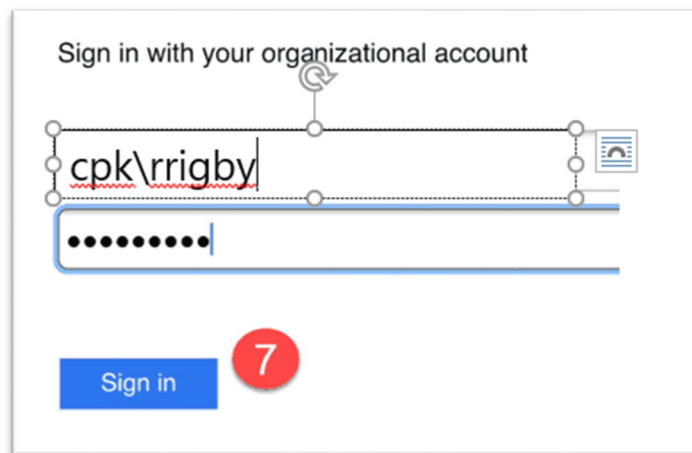 Sign in with your organizational account
cpk\rrigby
•••••••••
Sign in
7